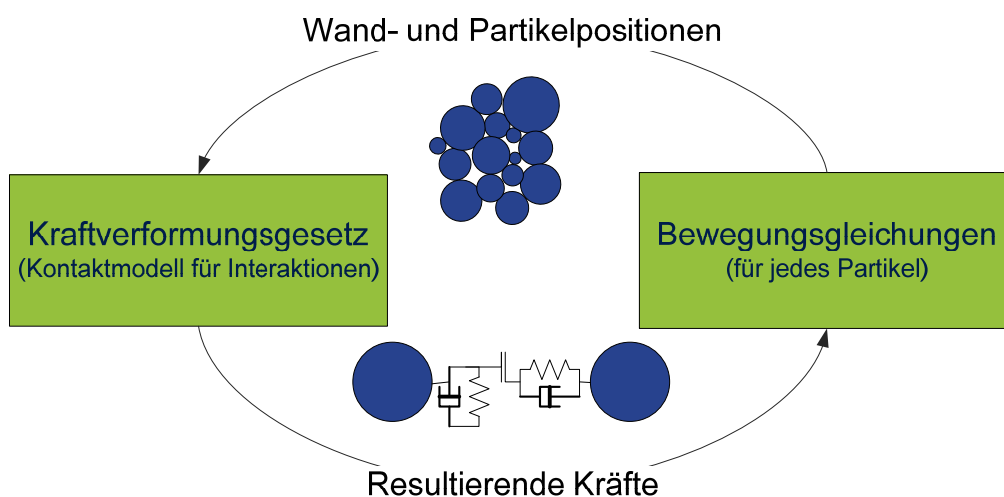 Wand- und Partikelpositionen
Kraftverformungsgesetz
(Kontaktmodell für Interaktionen)
Bewegungsgleichungen
(für jedes Partikel)
Resultierende Kräfte